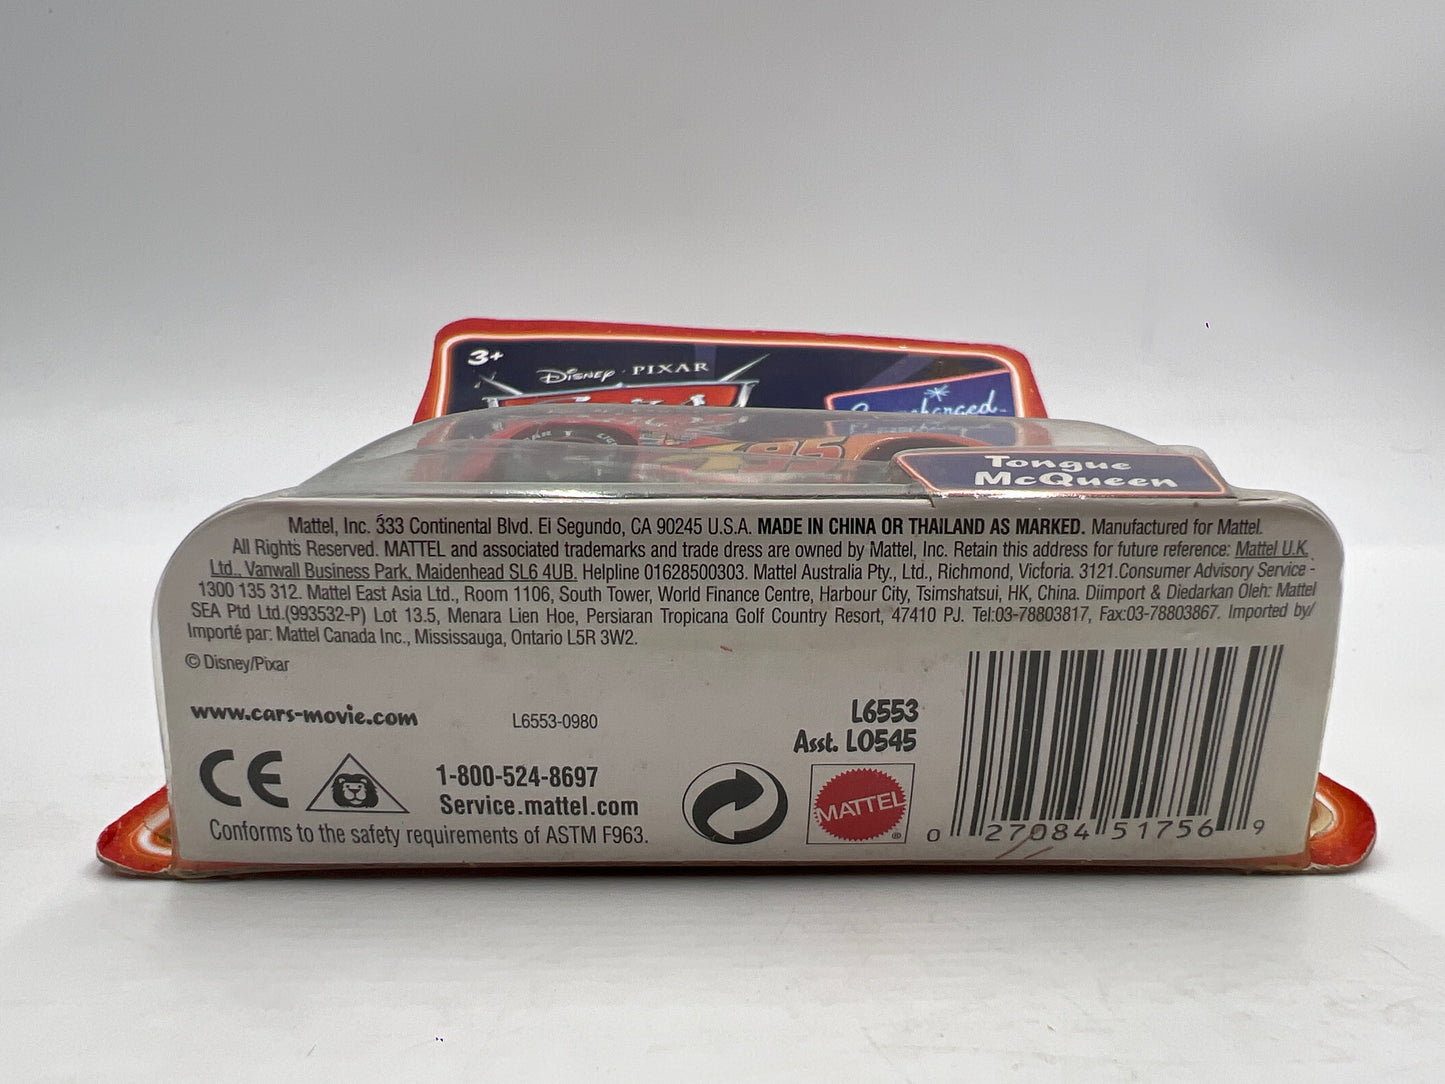 3+
Disney · PIXAR
Supercharged
95
Tongue
McQueen
Mattel, Inc. 333 Continental Blvd. El Segundo, CA 90245 U.S.A. MADE IN CHINA OR THAILAND AS MARKED. Manufactured for Mattel.
All Rights Reserved. MATTEL and associated trademarks and trade dress are owned by Mattel, Inc. Retain this address for future reference: Mattel U.K.
Ltd., Vanwall Business Park, Maidenhead SL6 4UB. Helpline 01628500303. Mattel Australia Pty., Ltd., Richmond, Victoria. 3121.Consumer Advisory Service -
1300 135 312. Mattel East Asia Ltd., Room 1106, South Tower, World Finance Centre, Harbour City, Tsimshatsui, HK, China. Diimport & Diedarkan Oleh: Mattel
SEA Ptd Ltd.(993532-P) Lot 13.5, Menara Lien Hoe, Persiaran Tropicana Golf Country Resort, 47410 PJ. Tel:03-78803817, Fax:03-78803867. Imported by/
Importé par: Mattel Canada Inc., Mississauga, Ontario L5R 3W2.
© Disney/Pixar
www.cars-movie.com
L6553-0980
L6553
Asst. L0545
CE
1-800-524-8697
Service.mattel.com
MATTEL ®
Conforms to the safety requirements of ASTM F963.
0 27084 51756 9